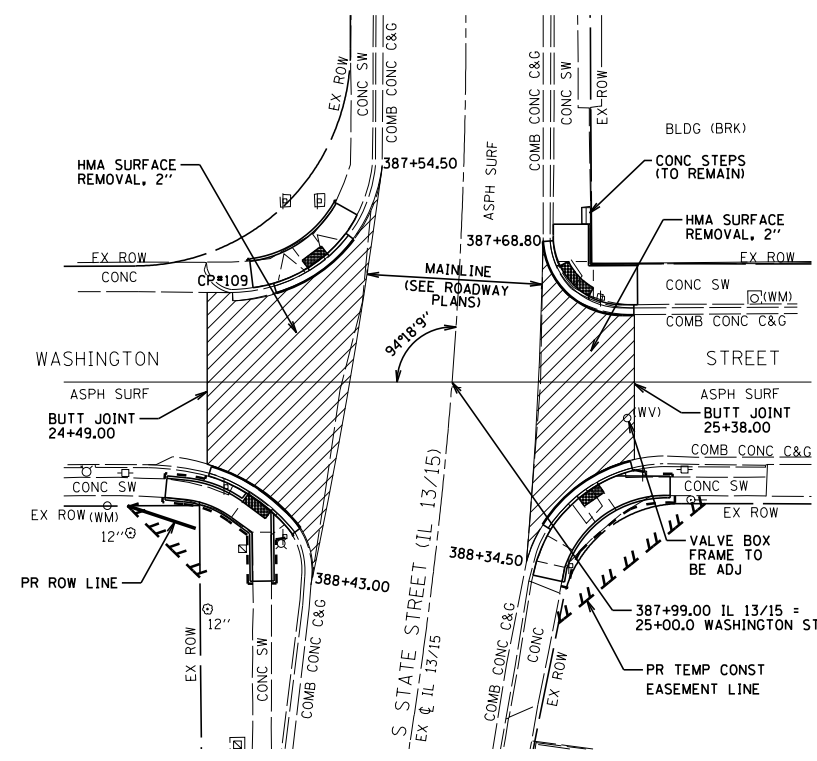 EX ROW
CONC SW
COMB CONC C&G
ASPH SURF
COMB CONC C&G
CONC SW
EX ROW
BLDG (BRK)
HMA SURFACE
REMOVAL, 2''
387+54.50
CONC STEPS
(TO REMAIN)
387+68.80
HMA SURFACE
REMOVAL, 2''
EX ROW
CONC
CP#109
MAINLINE
(SEE ROADWAY
PLANS)
EX ROW
CONC SW
(WM)
COMB CONC C&G
94°18'9''
WASHINGTON
STREET
ASPH SURF
ASPH SURF
BUTT JOINT
24+49.00
(WV)
BUTT JOINT
25+38.00
COMB CONC C&G
CONC SW
CONC SW
EX ROW
(WM)
EX ROW
12''
VALVE BOX
FRAME TO
BE ADJ
PR ROW LINE
388+43.00
388+34.50
387+99.00 IL 13/15 =
25+00.0 WASHINGTON ST
12''
EX ROW
CONC SW
COMB CONC C&G
S STATE STREET (IL 13/15)
EX ℄ IL 13/15
COMB CONC C&G
CONC
EX ROW
PR TEMP CONST
EASEMENT LINE